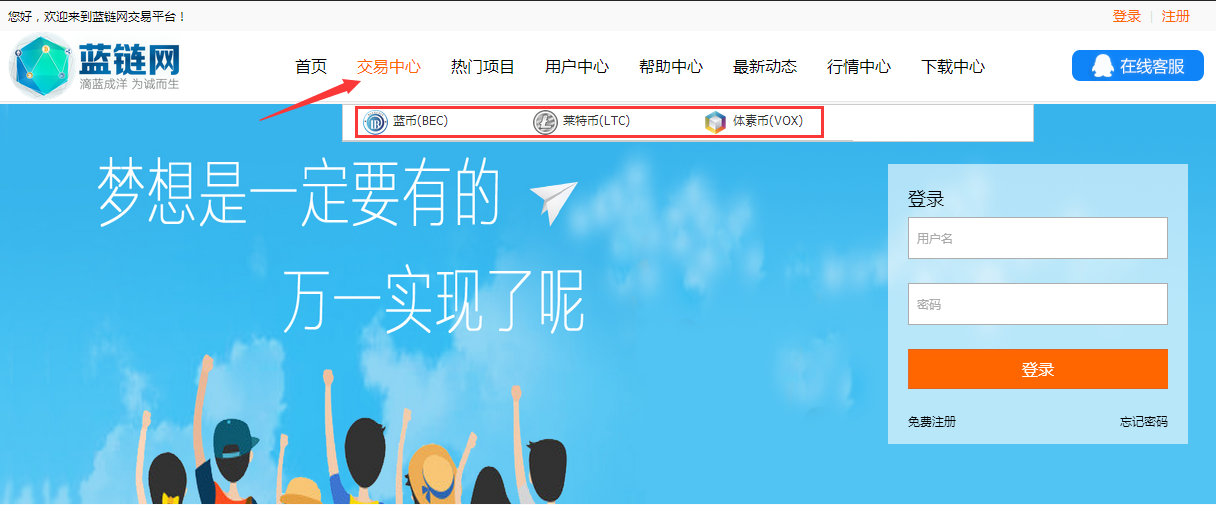 您好，欢迎来到蓝链网交易平台！
登录 | 注册
蓝链网
滴蓝成洋 为诚而生
首页 交易中心 热门项目 用户中心 帮助中心 最新动态 行情中心 下载中心
在线客服
蓝币(BEC) 莱特币(LTC) 体素币(VOX)
梦想是一定要有的
万一实现了呢
登录
用户名
密码
登录
免费注册 忘记密码